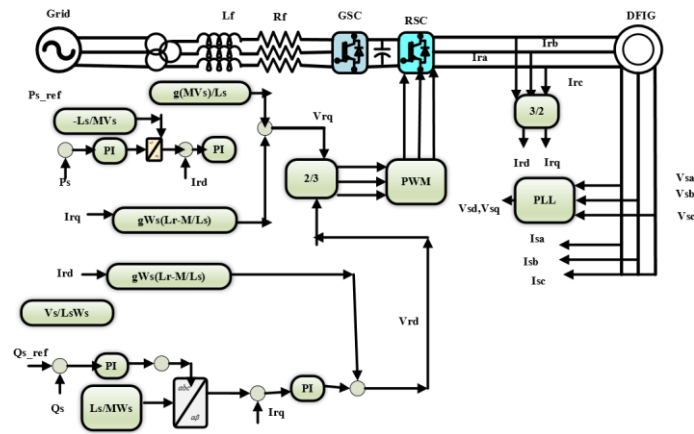 Grid
Lf
Rf
GSC
RSC
DFIG
Irb
Ira
Irc
Ps_ref
g(MVs)/Ls
-Ls/MVs
Vrq
3/2
PI
PI
Ps
Ird
2/3
PWM
Ird
Irq
Vsa
PLL
Vsb
Vsd,Vsq
Vsc
Irq
gWs(Lr-M/Ls)
Isa
Isb
Isc
Ird
gWs(Lr-M/Ls)
Vs/LsWs
Vrd
Qs_ref
PI
abc
PI
Qs
Ls/MWs
αβ
Irq